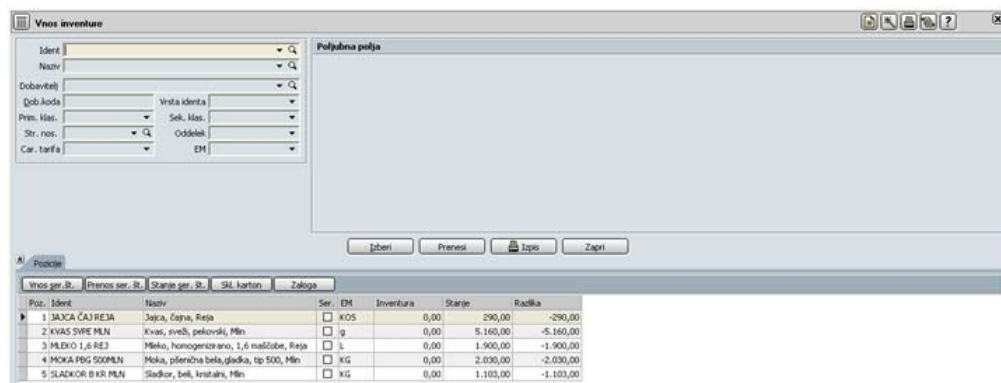 Vnos inventure
Ident
Poljubna polja
Naziv
Dobavitelj
Dob.koda Vrsta identa
Prim. klas. Sek. klas.
Str. nos. Oddelek
Car. tarifa EM
Izberi Prenesi Izpis Zapri
Pozicije
Vnos ser.št. Prenos ser. št. Stanje ser. št. Skl. karton Zaloga
Poz. Ident Naziv Ser. EM Inventura Stanje Razlika
1 JAJCA ČAJ REJA Jajca, čajna, Reja KOS 0,00 290,00 -290,00
2 KVAS SVPE MLN Kvas, sveži, pekovski, Mlin g 0,00 5.160,00 -5.160,00
3 MLEKO 1,6 REJ Mleko, homogenizirano, 1,6 maščobe, Reja L 0,00 1.900,00 -1.900,00
4 MOKA PBG 500MLN Moka, pšenična bela,gladka, tip 500, Mlin KG 0,00 2.030,00 -2.030,00
5 SLADKOR B KR MLN Sladkor, beli, kristalni, Mlin KG 0,00 1.103,00 -1.103,00